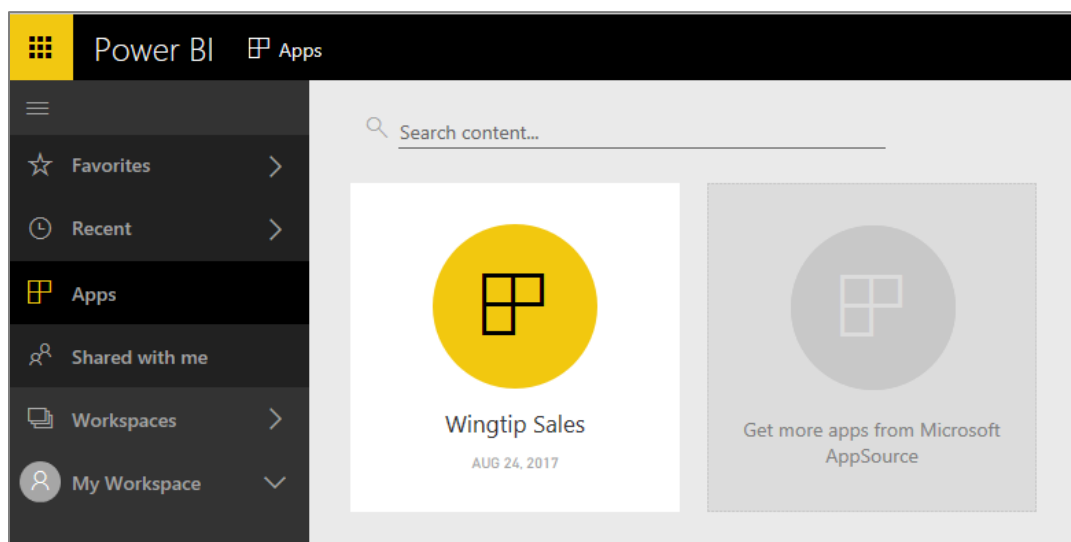 Power BI
Apps
Search content...
Favorites
Recent
Apps
Shared with me
Workspaces
My Workspace
Wingtip Sales
AUG 24, 2017
Get more apps from Microsoft
AppSource